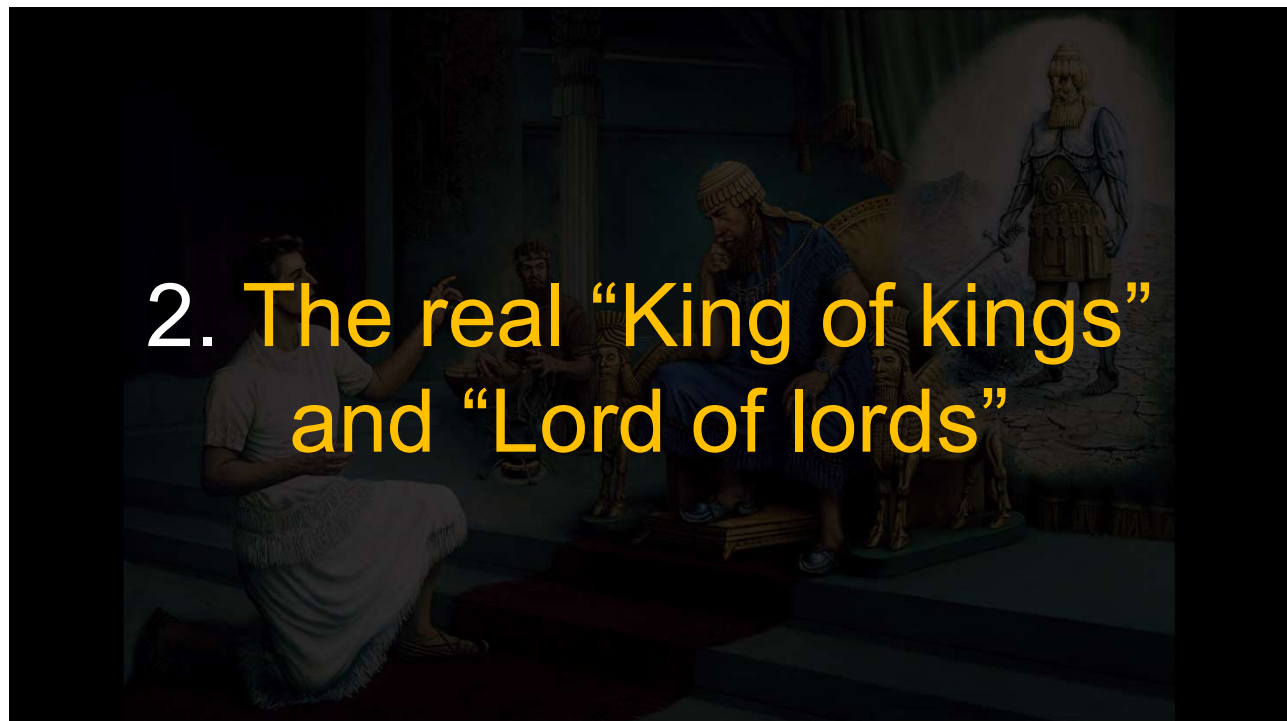 2. The real “King of kings”
and “Lord of lords”